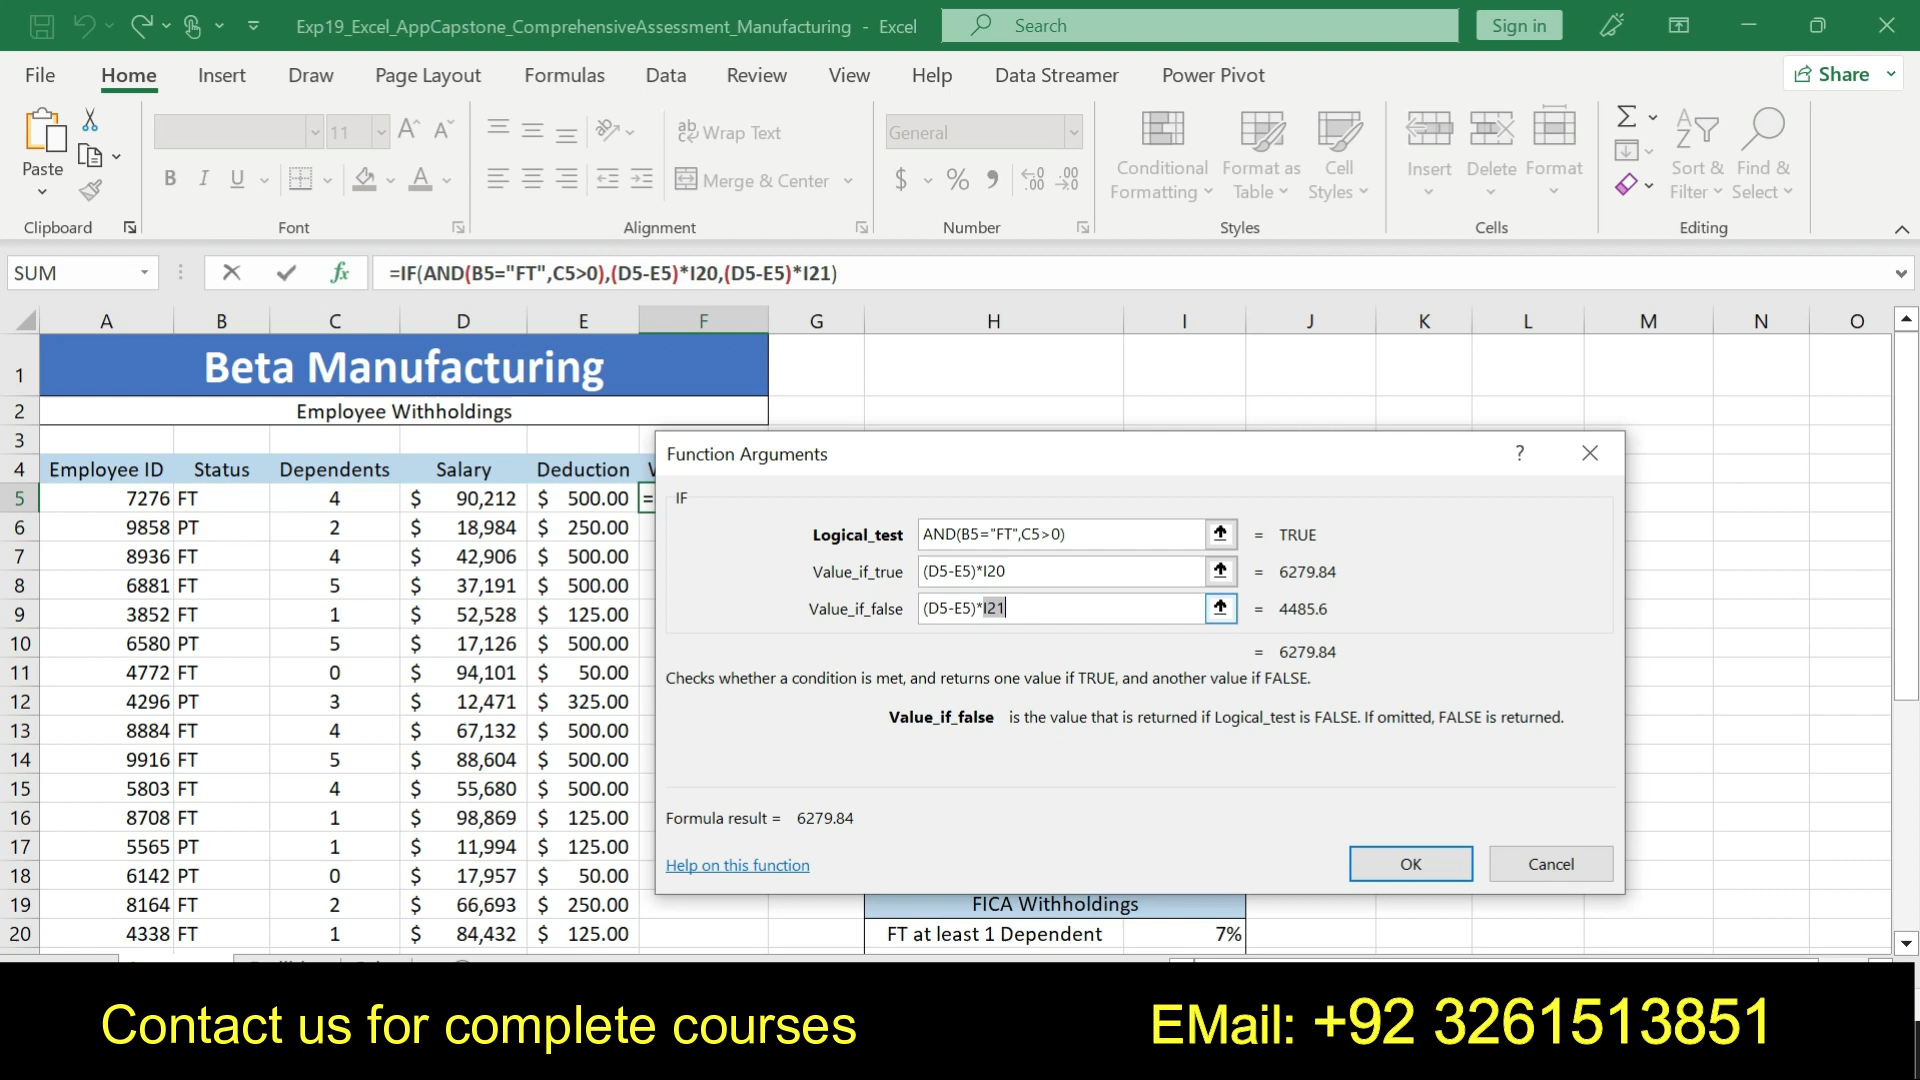 Exp19_Excel_AppCapstone_ComprehensiveAssessment_Manufacturing - Excel
Search
Sign in
File Home Insert Draw Page Layout Formulas Data Review View Help Data Streamer Power Pivot
Share
Paste
11
General
Wrap Text
Merge & Center
Conditional Formatting
Format as Table
Cell Styles
Insert
Delete
Format
Sort & Filter
Find & Select
Clipboard Font Alignment Number Styles Cells Editing
SUM
=IF(AND(B5="FT",C5>0),(D5-E5)*I20,(D5-E5)*I21)
A B C D E F G H I J K L M N O
1 Beta Manufacturing
2 Employee Withholdings
3
4 Employee ID Status Dependents Salary Deduction
5 7276 FT 4 $ 90,212 $ 500.00 =
6 9858 PT 2 $ 18,984 $ 250.00
7 8936 FT 4 $ 42,906 $ 500.00
8 6881 FT 5 $ 37,191 $ 500.00
9 3852 FT 1 $ 52,528 $ 125.00
10 6580 PT 5 $ 17,126 $ 500.00
11 4772 FT 0 $ 94,101 $ 50.00
12 4296 PT 3 $ 12,471 $ 325.00
13 8884 FT 4 $ 67,132 $ 500.00
14 9916 FT 5 $ 88,604 $ 500.00
15 5803 FT 4 $ 55,680 $ 500.00
16 8708 FT 1 $ 98,869 $ 125.00
17 5565 PT 1 $ 11,994 $ 125.00
18 6142 PT 0 $ 17,957 $ 50.00
19 8164 FT 2 $ 66,693 $ 250.00
20 4338 FT 1 $ 84,432 $ 125.00
Function Arguments
IF
Logical_test AND(B5="FT",C5>0) = TRUE
Value_if_true (D5-E5)*I20 = 6279.84
Value_if_false (D5-E5)*I21 = 4485.6
= 6279.84
Checks whether a condition is met, and returns one value if TRUE, and another value if FALSE.
Value_if_false is the value that is returned if Logical_test is FALSE. If omitted, FALSE is returned.
Formula result = 6279.84
Help on this function
OK
Cancel
FICA Withholdings
FT at least 1 Dependent 7%
Contact us for complete courses
EMail: +92 3261513851